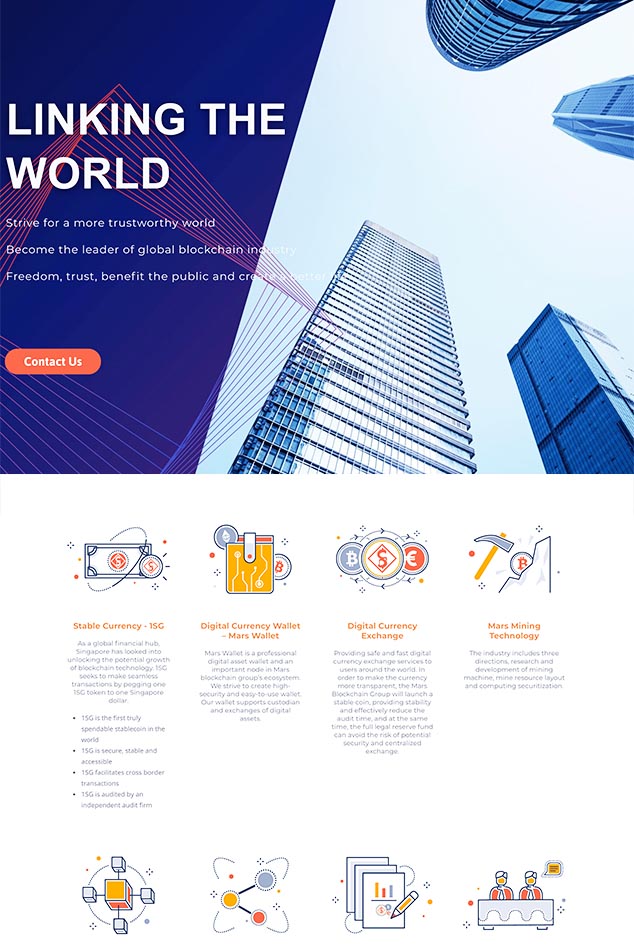 LINKING THE
WORLD
Strive for a more trustworthy world
Become the leader of global blockchain industry
Freedom, trust, benefit the public and create a better
Contact Us
Stable Currency - 1SG
As a global financial hub,
Singapore has looked into
unlocking the potential growth
of blockchain technology. 1SG
seeks to make seamless
transactions by pegging one
1SG token to one Singapore
dollar.
• 1SG is the first truly
spendable stablecoin in the
world
• 1SG is secure, stable and
accessible
• 1SG facilitates cross border
transactions
• 1SG is audited by an
independent audit firm
Digital Currency Wallet
– Mars Wallet
Mars Wallet is a professional
digital asset wallet and an
important node in Mars
blockchain group's ecosystem.
We strive to create high-
security and easy-to-use wallet.
Our wallet supports custodian
and exchanges of digital
assets.
Digital Currency
Exchange
Providing safe and fast digital
currency exchange services to
users around the world. In
order to make the currency
more transparent, the Mars
Blockchain Group will launch a
stable coin, providing stability
and effectively reduce the
audit time, and at the same
time, the full legal reserve fund
can avoid the risk of potential
security and centralized
exchange.
Mars Mining
Technology
The industry includes three
directions, research and
development of mining
machine, mine resource layout
and computing securitization.